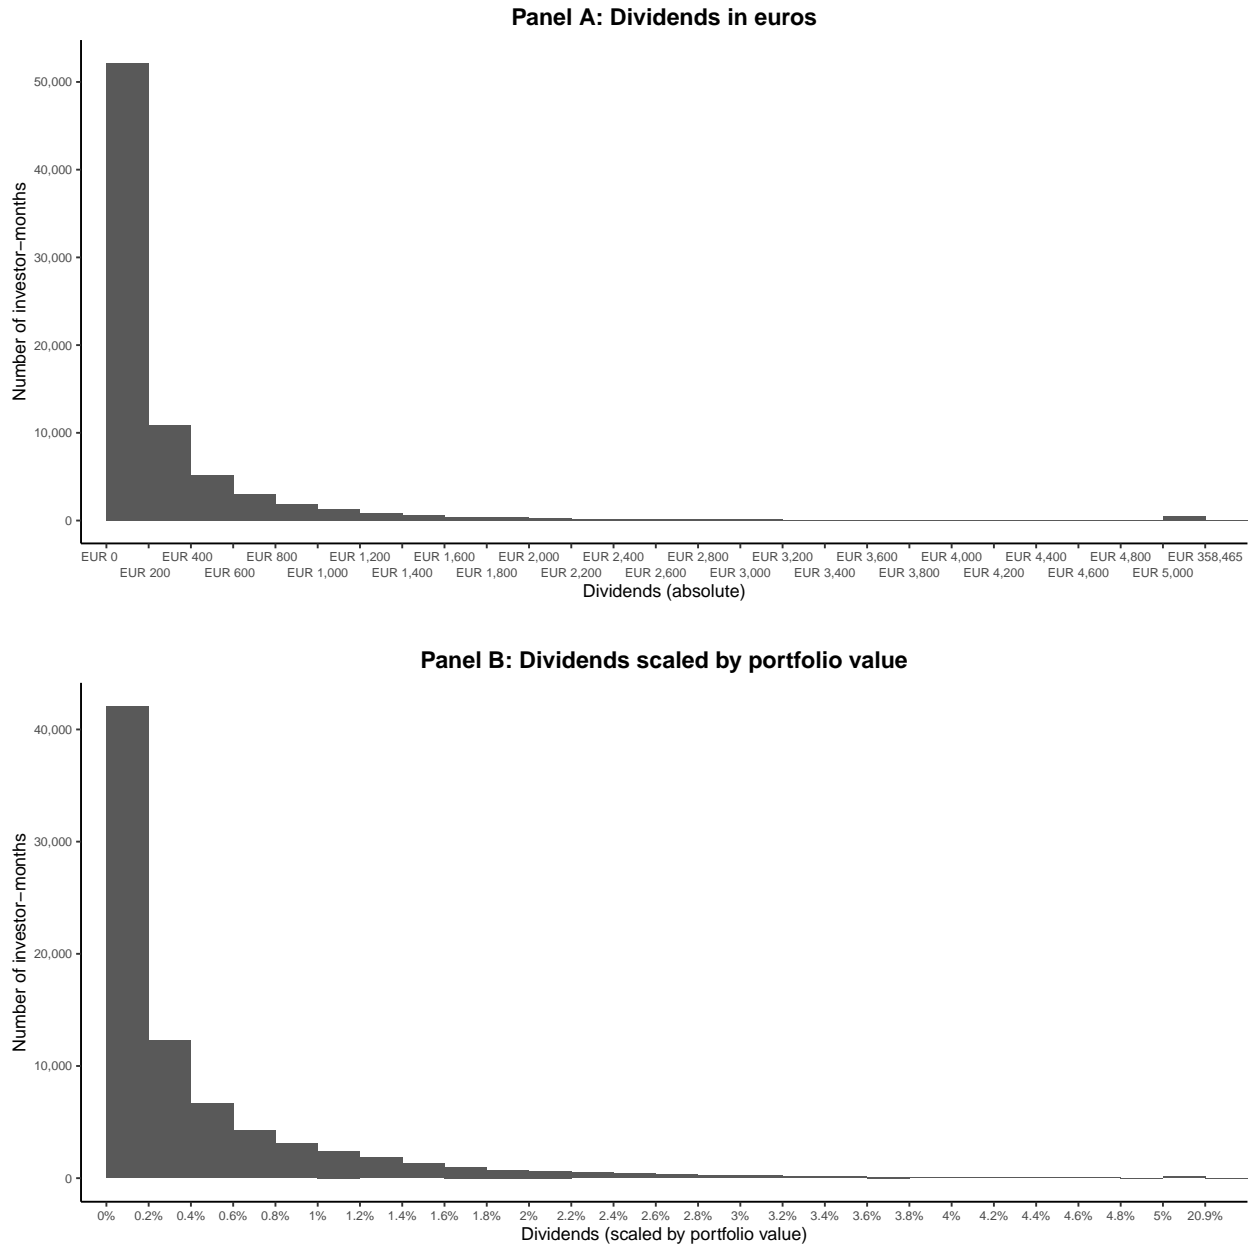 Panel A: Dividends in euros
Number of investor−months
50,000
40,000
30,000
20,000
10,000
0
EUR 0 EUR 400 EUR 800 EUR 1,200 EUR 1,600 EUR 2,000 EUR 2,400 EUR 2,800 EUR 3,200 EUR 3,600 EUR 4,000 EUR 4,400 EUR 4,800 EUR 358,465
EUR 200 EUR 600 EUR 1,000 EUR 1,400 EUR 1,800 EUR 2,200 EUR 2,600 EUR 3,000 EUR 3,400 EUR 3,800 EUR 4,200 EUR 4,600 EUR 5,000
Dividends (absolute)
Panel B: Dividends scaled by portfolio value
Number of investor−months
40,000
30,000
20,000
10,000
0
0% 0.2% 0.4% 0.6% 0.8% 1% 1.2% 1.4% 1.6% 1.8% 2% 2.2% 2.4% 2.6% 2.8% 3% 3.2% 3.4% 3.6% 3.8% 4% 4.2% 4.4% 4.6% 4.8% 5% 20.9%
Dividends (scaled by portfolio value)